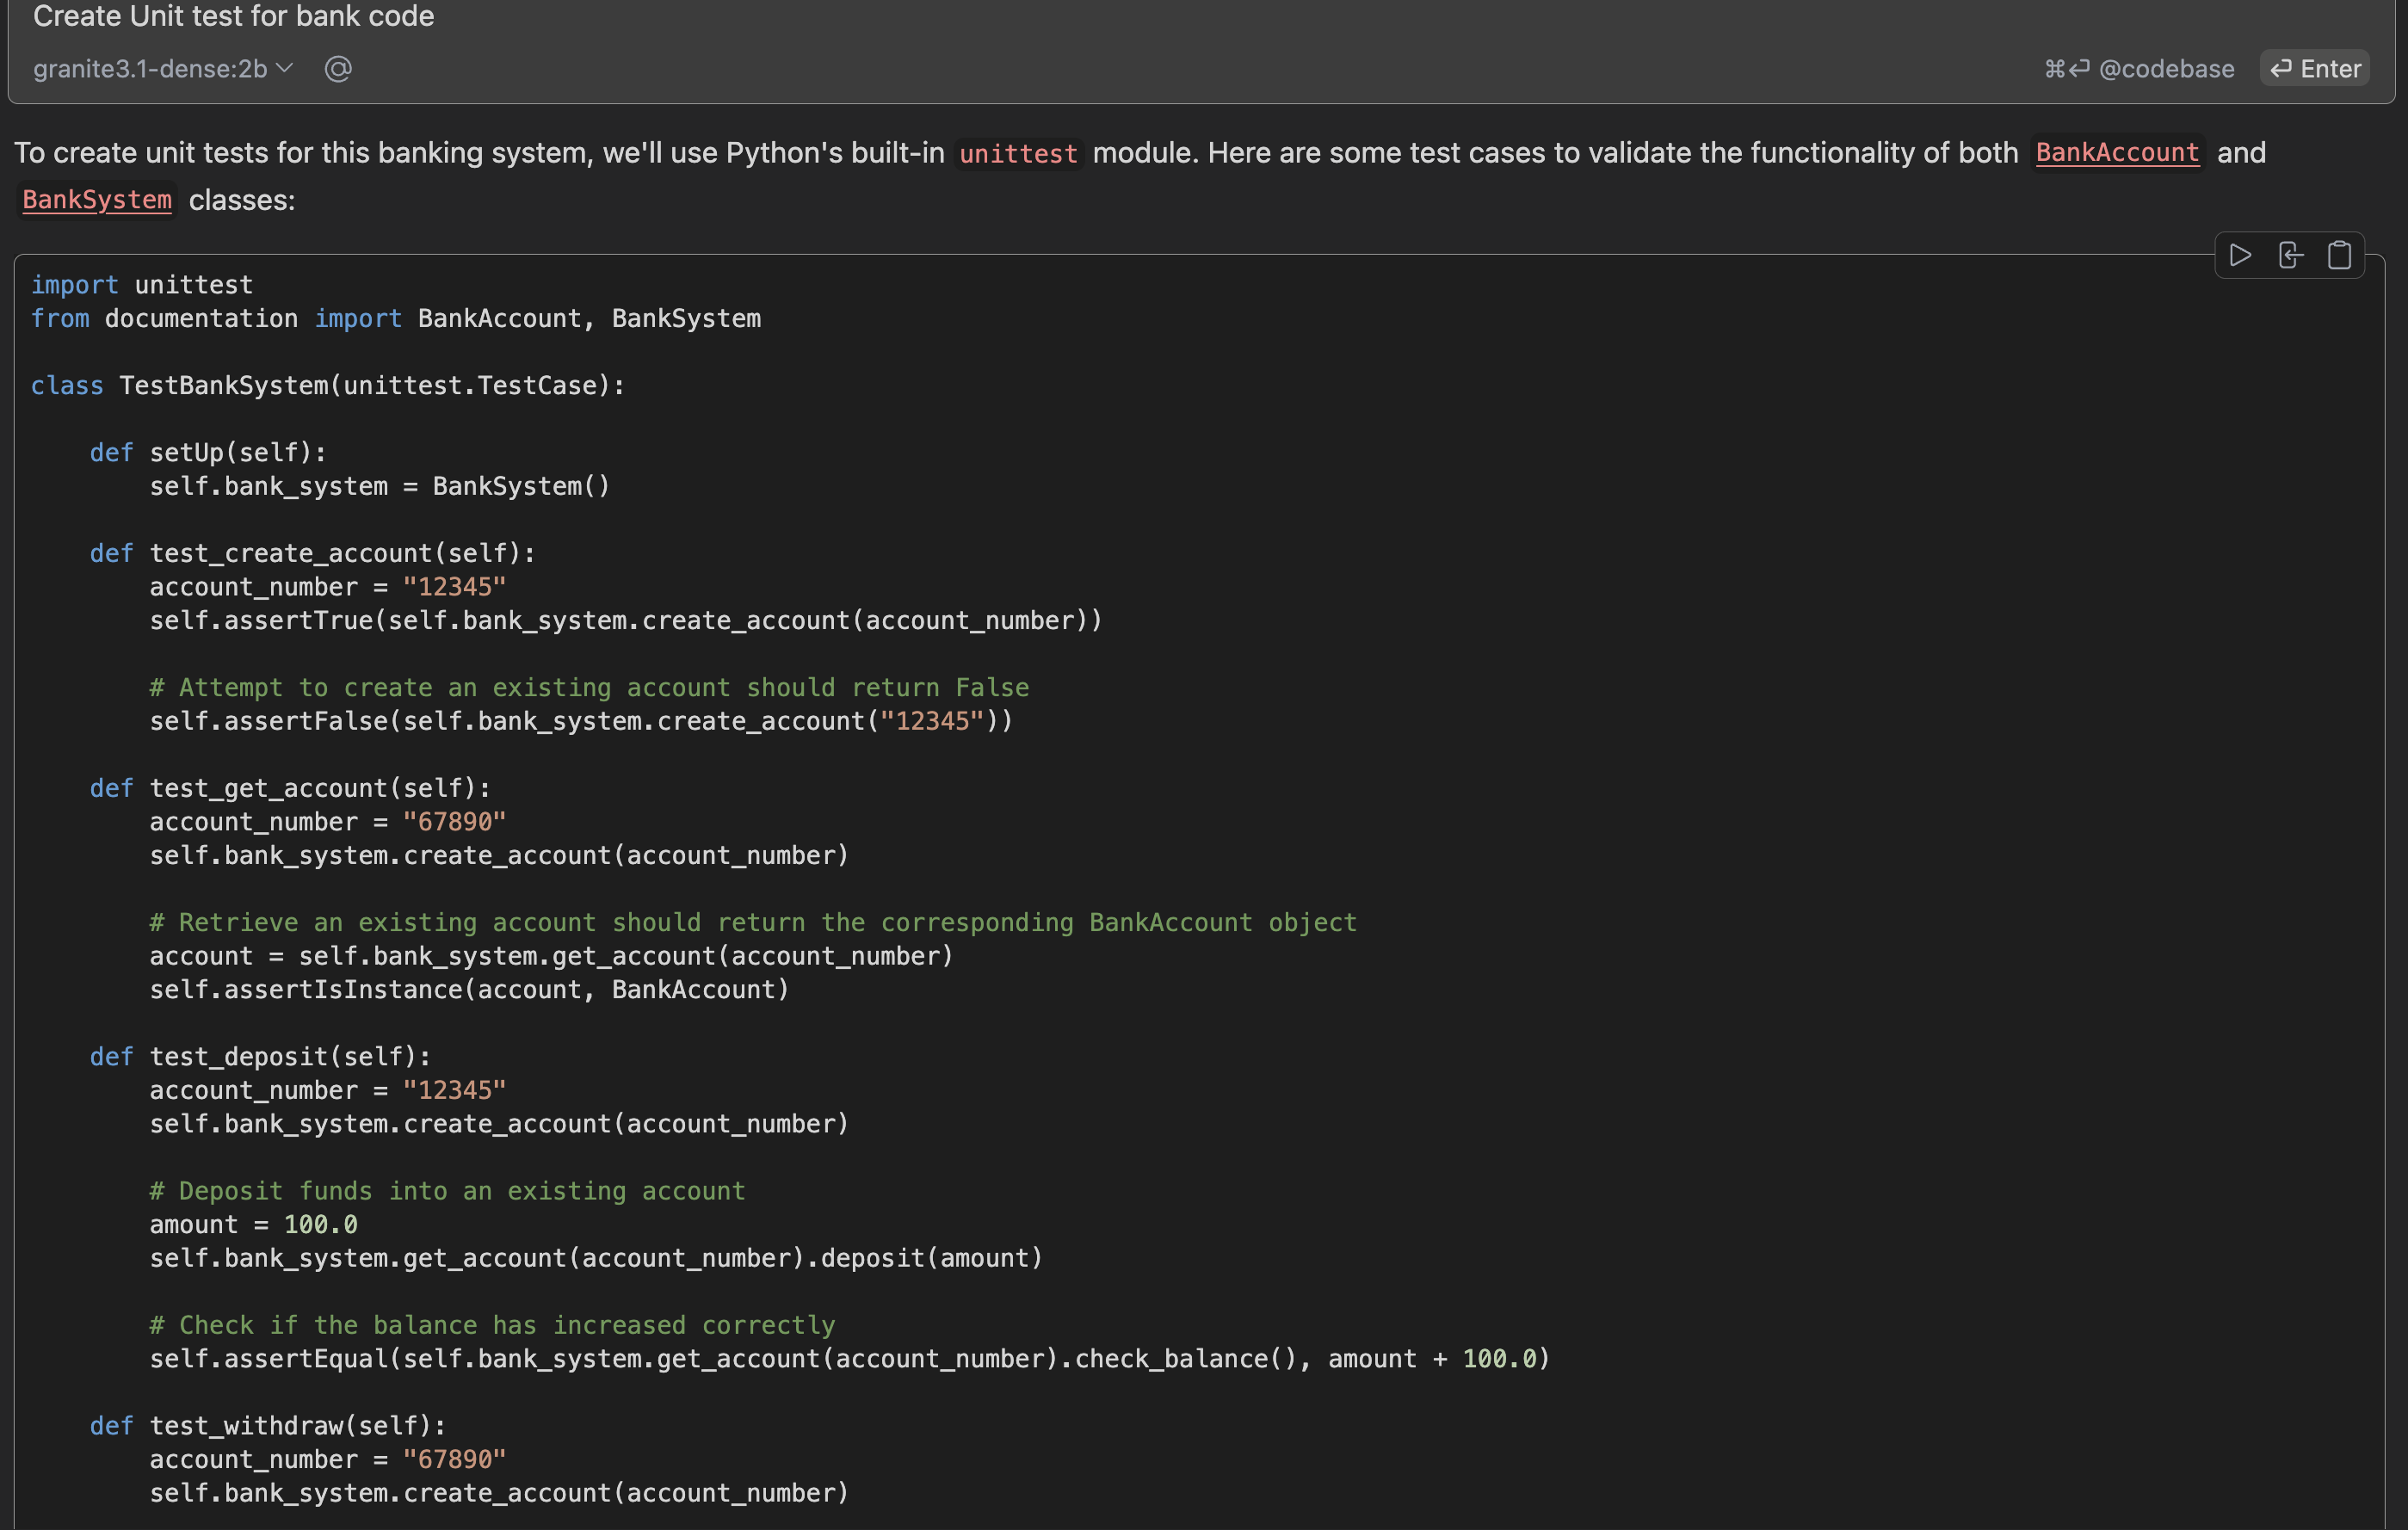 Create Unit test for bank code
granite3.1-dense:2b @ ⌘⏎ @codebase ⏎ Enter
To create unit tests for this banking system, we'll use Python's built-in unittest module. Here are some test cases to validate the functionality of both BankAccount and
BankSystem classes:
import unittest
from documentation import BankAccount, BankSystem

class TestBankSystem(unittest.TestCase):

    def setUp(self):
        self.bank_system = BankSystem()

    def test_create_account(self):
        account_number = "12345"
        self.assertTrue(self.bank_system.create_account(account_number))

        # Attempt to create an existing account should return False
        self.assertFalse(self.bank_system.create_account("12345"))

    def test_get_account(self):
        account_number = "67890"
        self.bank_system.create_account(account_number)

        # Retrieve an existing account should return the corresponding BankAccount object
        account = self.bank_system.get_account(account_number)
        self.assertIsInstance(account, BankAccount)

    def test_deposit(self):
        account_number = "12345"
        self.bank_system.create_account(account_number)

        # Deposit funds into an existing account
        amount = 100.0
        self.bank_system.get_account(account_number).deposit(amount)

        # Check if the balance has increased correctly
        self.assertEqual(self.bank_system.get_account(account_number).check_balance(), amount + 100.0)

    def test_withdraw(self):
        account_number = "67890"
        self.bank_system.create_account(account_number)